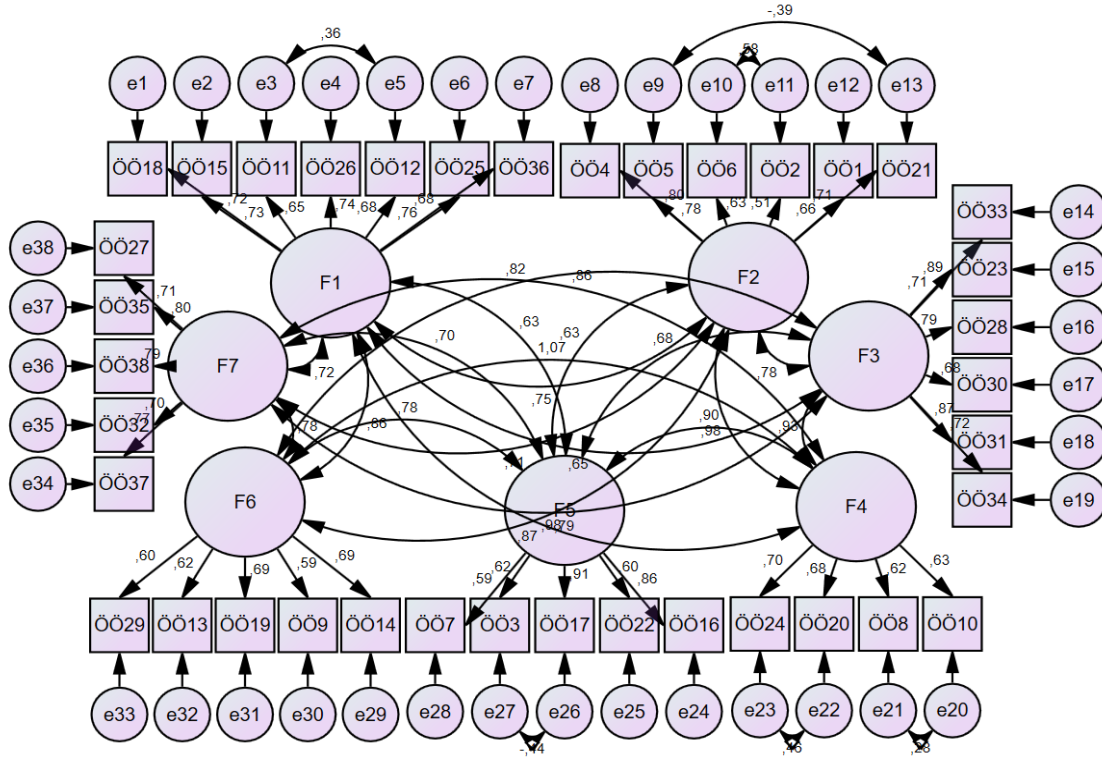 ,36
-,39
,58
e1 e2 e3 e4 e5 e6 e7 e8 e9 e10 e11 e12 e13
ÖÖ18 ÖÖ15 ÖÖ11 ÖÖ26 ÖÖ12 ÖÖ25 ÖÖ36 ÖÖ4 ÖÖ5 ÖÖ6 ÖÖ2 ÖÖ1 ÖÖ21
,72 ,73 ,65 ,74 ,68 ,76 ,68 ,80 ,78 ,63 ,51 ,66 ,71
ÖÖ33 e14
e38 ÖÖ27 F1 F2 ÖÖ23 e15
,71 ,80 ,82 ,86 ,71 ,89
e37 ÖÖ35 ÖÖ28 e16
,70 ,63 ,63 ,68 1,07 ,79
e36 ÖÖ38 F7 F3 ÖÖ30 e17
,79 ,72 ,78 ,68
e35 ÖÖ32 ÖÖ31 e18
,77 ,70 ,78 ,86 ,78 ,75 ,90 ,98 ,93 ,87 ,72
e34 ÖÖ37 ,71 ,65 ÖÖ34 e19
F6 F5 F4
,98 ,79 ,87
,60 ,62 ,69 ,59 ,69 ,59 ,62 ,91 ,60 ,86 ,70 ,68 ,62 ,63
ÖÖ29 ÖÖ13 ÖÖ19 ÖÖ9 ÖÖ14 ÖÖ7 ÖÖ3 ÖÖ17 ÖÖ22 ÖÖ16 ÖÖ24 ÖÖ20 ÖÖ8 ÖÖ10
e33 e32 e31 e30 e29 e28 e27 e26 e25 e24 e23 e22 e21 e20
-,44 ,46 ,28